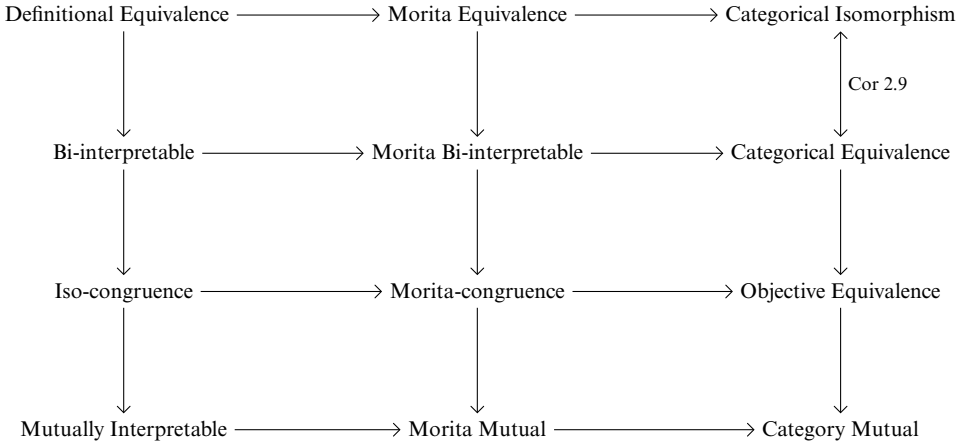 Definitional Equivalence Morita Equivalence Categorical Isomorphism
Cor 2.9
Bi-interpretable Morita Bi-interpretable Categorical Equivalence
Iso-congruence Morita-congruence Objective Equivalence
Mutually Interpretable Morita Mutual Category Mutual